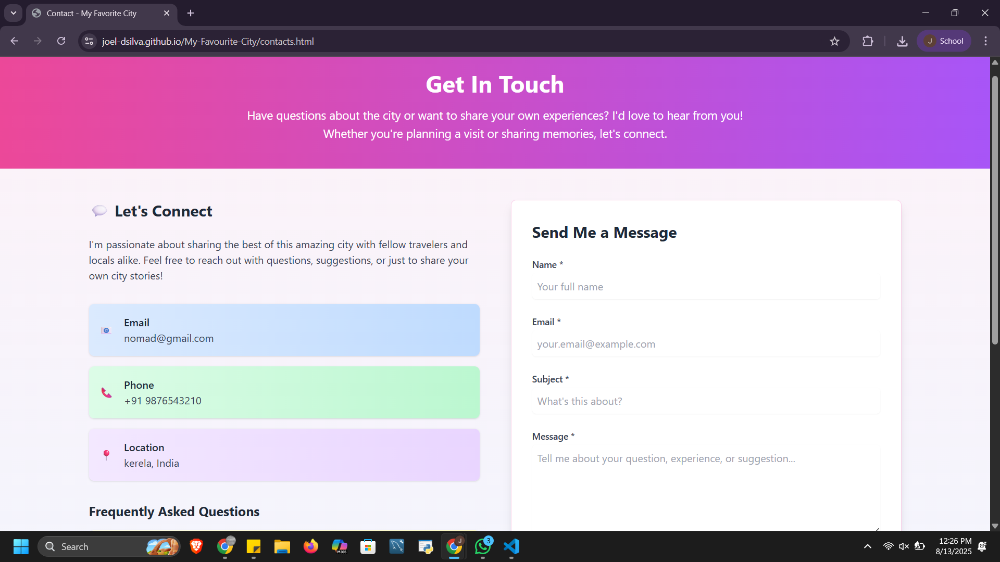 Contact - My Favorite City
joel-dsilva.github.io/My-Favourite-City/contacts.html
J School
Get In Touch
Have questions about the city or want to share your own experiences? I'd love to hear from you!
Whether you're planning a visit or sharing memories, let's connect.
Let's Connect
I'm passionate about sharing the best of this amazing city with fellow travelers and
locals alike. Feel free to reach out with questions, suggestions, or just to share your
own city stories!
Email
nomad@gmail.com
Phone
+91 9876543210
Location
kerela, India
Frequently Asked Questions
Send Me a Message
Name *
Your full name
Email *
your.email@example.com
Subject *
What's this about?
Message *
Tell me about your question, experience, or suggestion...
Search
M365
J
3
12:26 PM
8/13/2025